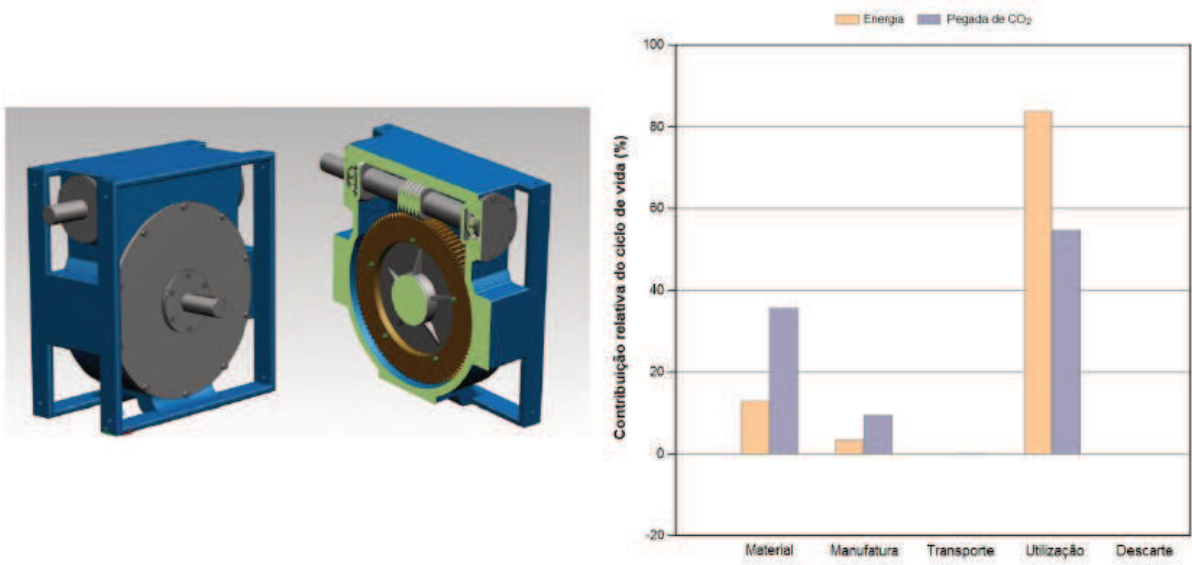 Energia Pegada de CO₂
Contribuição relativa do ciclo de vida (%)
100
80
60
40
20
0
-20
Material Manufatura Transporte Utilização Descarte